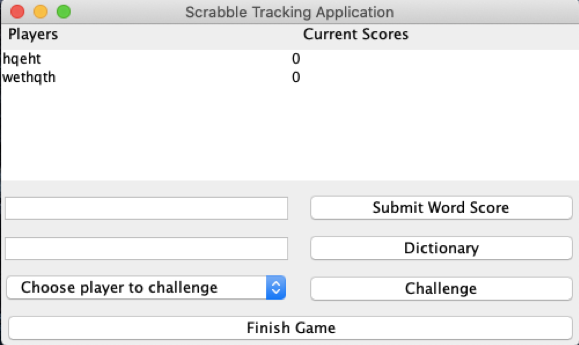 Scrabble Tracking Application
Players Current Scores
hqeht 0
wethqth 0
Submit Word Score
Dictionary
Choose player to challenge Challenge
Finish Game